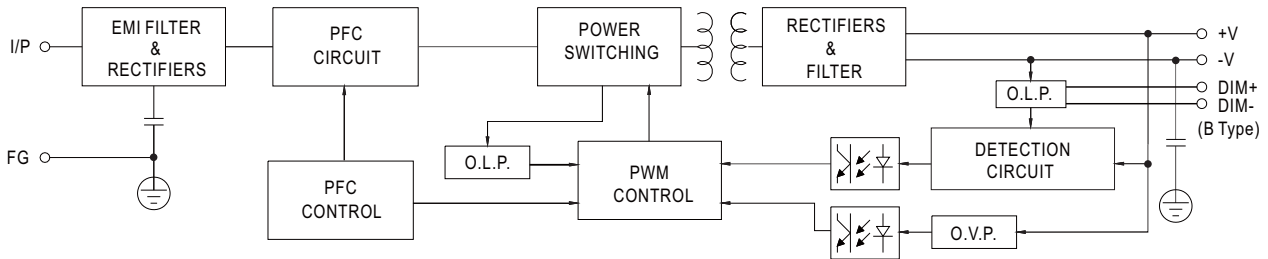 I/P
EMI FILTER
&
RECTIFIERS
PFC
CIRCUIT
POWER
SWITCHING
RECTIFIERS
&
FILTER
+V
-V
O.L.P.
DIM+
DIM-
(B Type)
FG
PFC
CONTROL
O.L.P.
PWM
CONTROL
DETECTION
CIRCUIT
O.V.P.